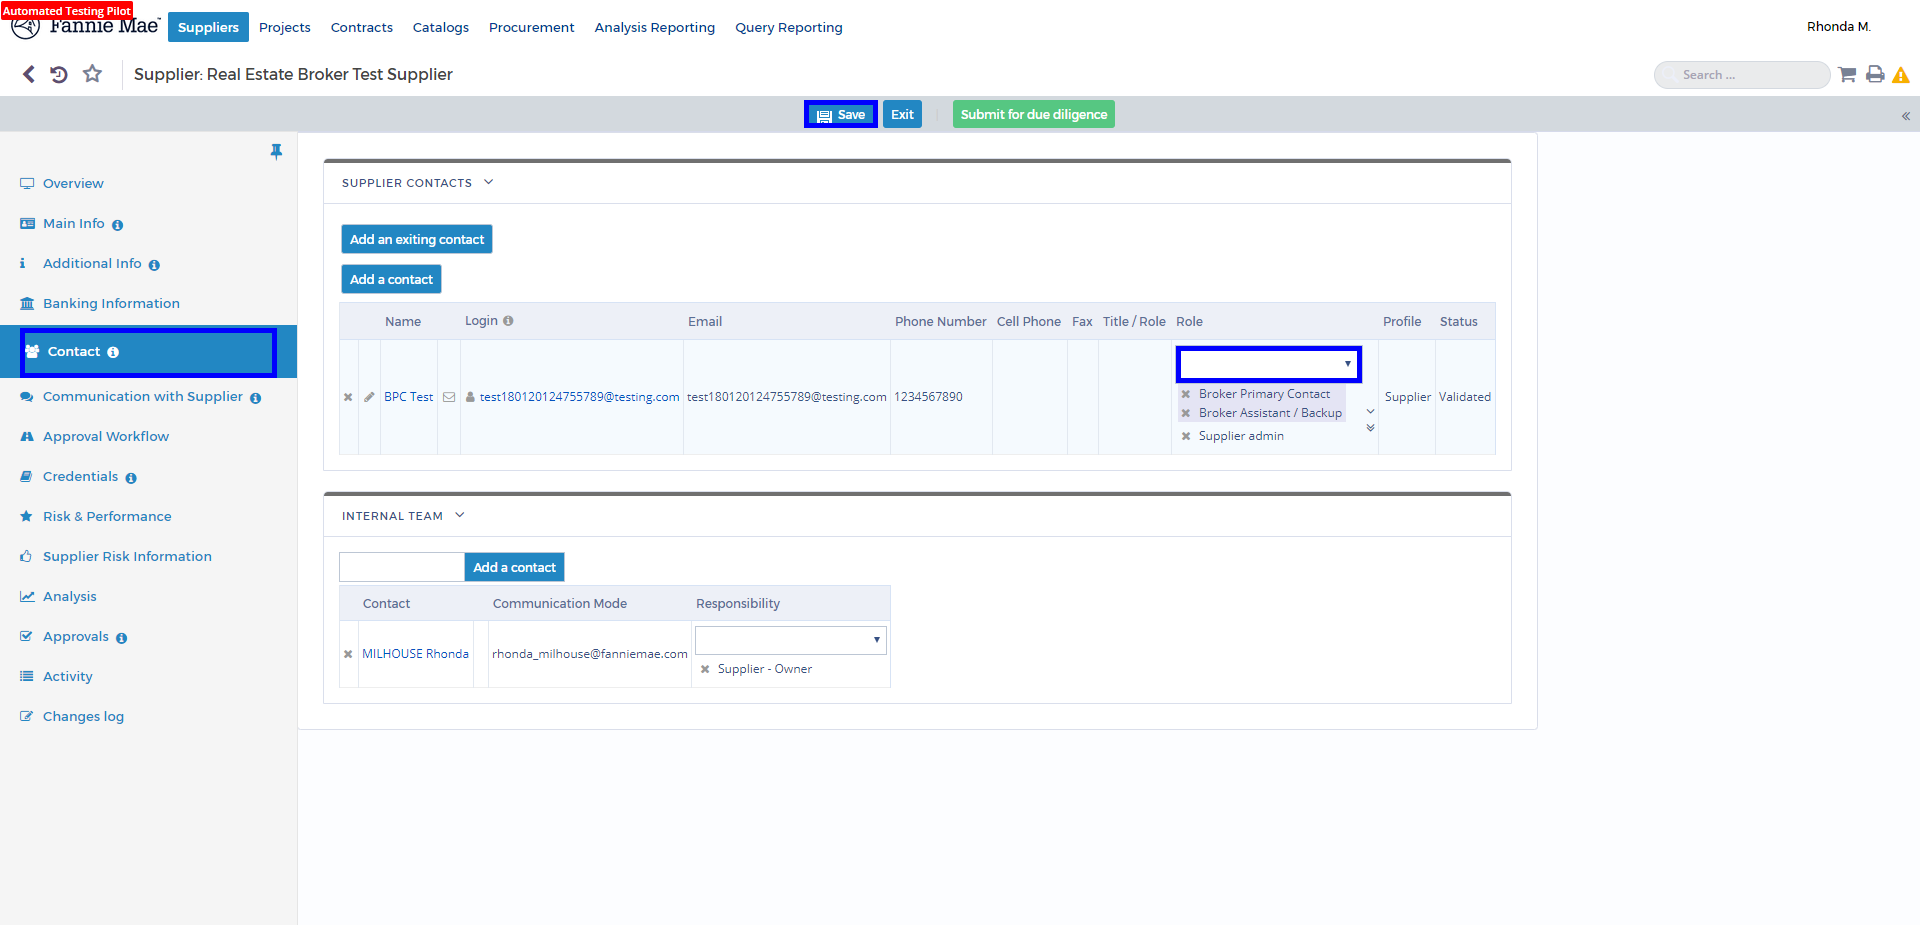 Automated Testing Pilot
Fannie Mae
Suppliers Projects Contracts Catalogs Procurement Analysis Reporting Query Reporting
Rhonda M.
Supplier: Real Estate Broker Test Supplier
Search ...
Save Exit Submit for due diligence
Overview
Main Info
Additional Info
Banking Information
Contact
Communication with Supplier
Approval Workflow
Credentials
Risk & Performance
Supplier Risk Information
Analysis
Approvals
Activity
Changes log
SUPPLIER CONTACTS
Add an exiting contact
Add a contact
Name Login Email Phone Number Cell Phone Fax Title / Role Role Profile Status
BPC Test test180120124755789@testing.com test180120124755789@testing.com 1234567890 Supplier Validated
Broker Primary Contact
Broker Assistant / Backup
Supplier admin
INTERNAL TEAM
Add a contact
Contact Communication Mode Responsibility
MILHOUSE Rhonda rhonda_milhouse@fanniemae.com
Supplier - Owner